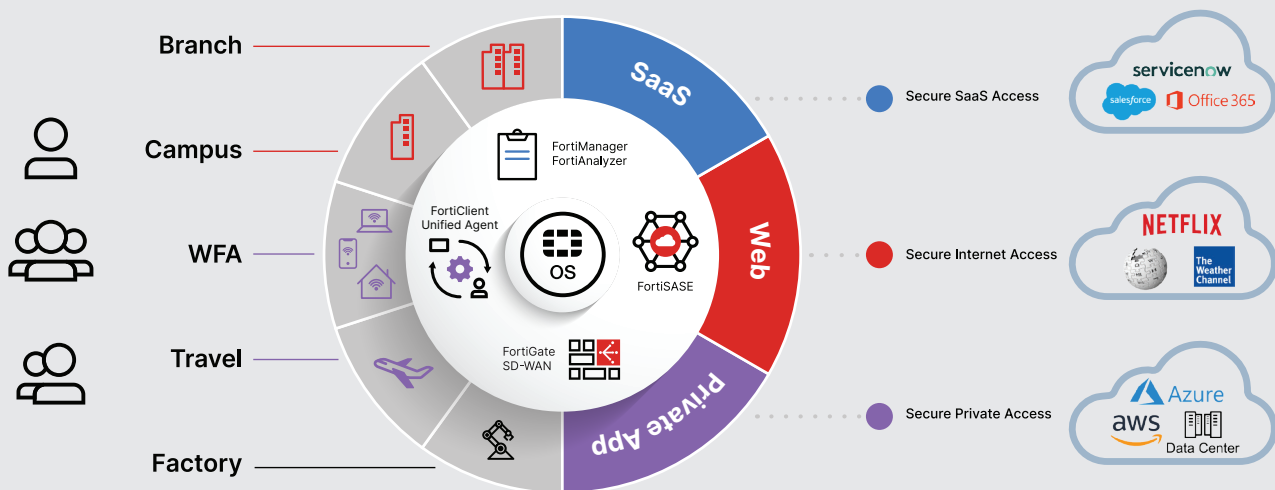 Branch
Campus
WFA
Travel
Factory
SaaS
Web
Private App
FortiManager
FortiAnalyzer
FortiClient
Unified Agent
OS
FortiSASE
FortiGate
SD-WAN
Secure SaaS Access
servicenow
salesforce
Office 365
Secure Internet Access
NETFLIX
The
Weather
Channel
Secure Private Access
Azure
aws
Data Center